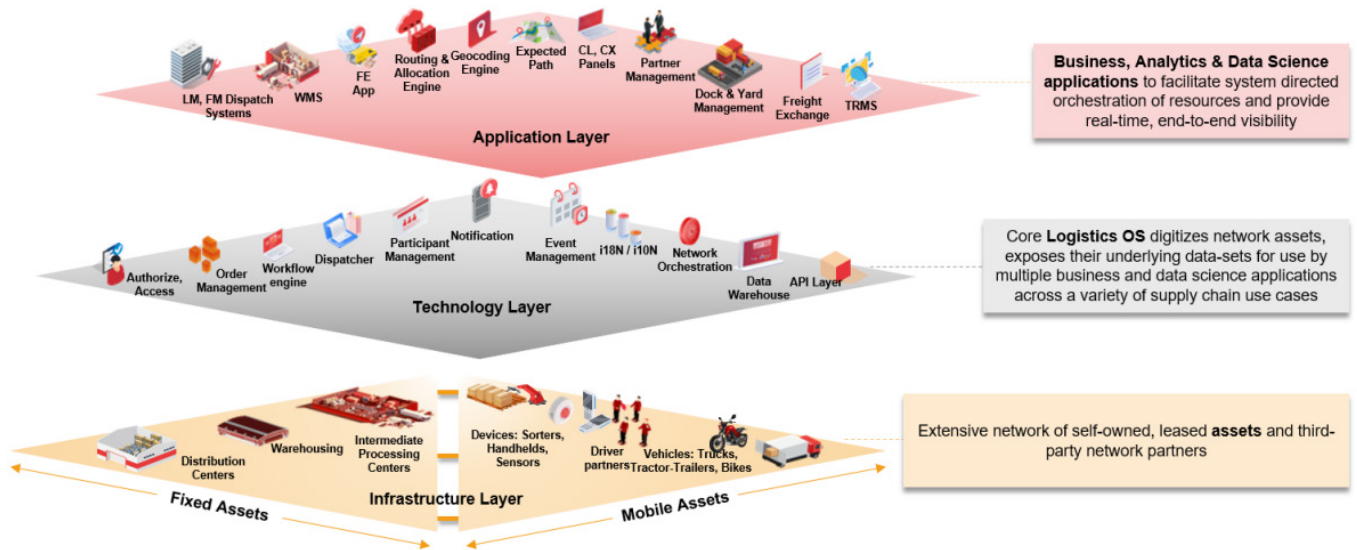 LM, FM Dispatch
Systems
WMS
FE
App
Routing &
Allocation
Engine
Geocoding
Engine
Expected
Path
CL, CX
Panels
Partner
Management
Dock & Yard
Management
Freight
Exchange
TRMS
Application Layer
Business, Analytics & Data Science
applications to facilitate system directed
orchestration of resources and provide
real-time, end-to-end visibility
Authorize,
Access
Order
Management
Workflow
engine
Dispatcher
Participant
Management
Notification
Event
Management
i18N / i10N
Network
Orchestration
Data
Warehouse
API Layer
Technology Layer
Core Logistics OS digitizes network assets,
exposes their underlying data-sets for use by
multiple business and data science applications
across a variety of supply chain use cases
Distribution
Centers
Warehousing
Intermediate
Processing
Centers
Devices: Sorters,
Handhelds,
Sensors
Driver
partners
Vehicles: Trucks,
Tractor-Trailers, Bikes
Fixed Assets
Infrastructure Layer
Mobile Assets
Extensive network of self-owned, leased assets and third-
party network partners